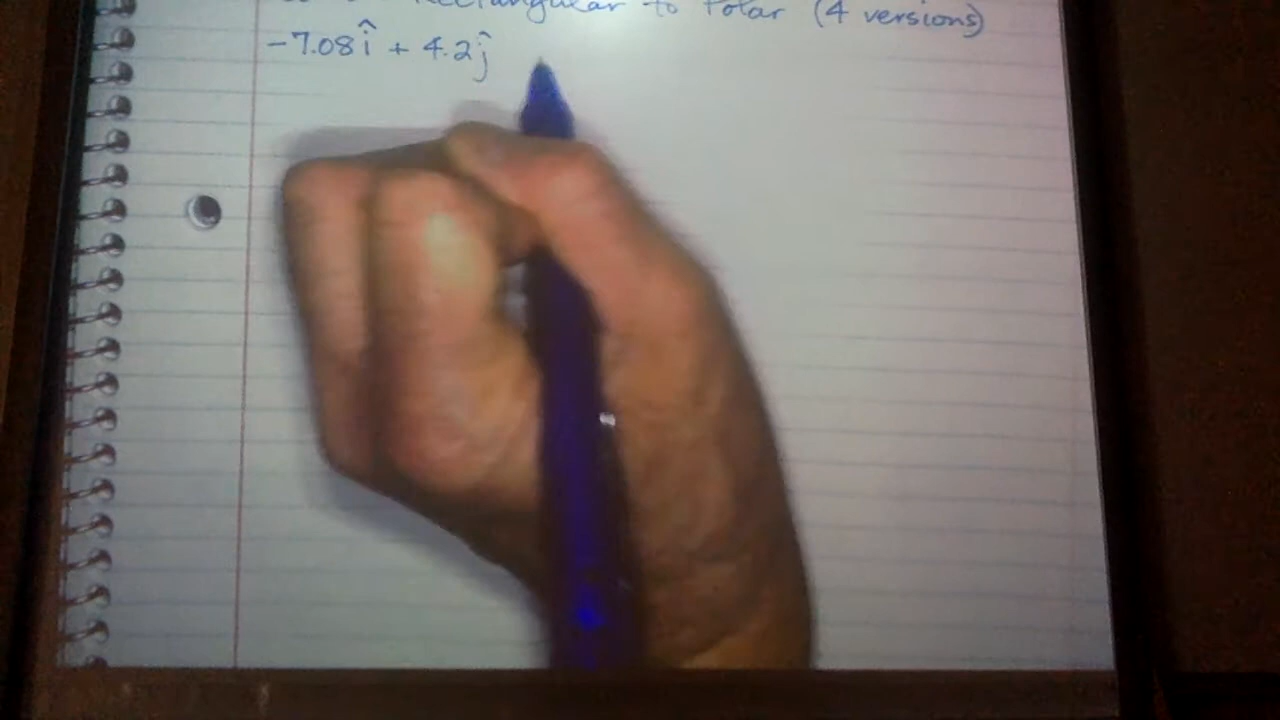 Rectangular to Polar (4 versions)
-7.08î + 4.2ĵ